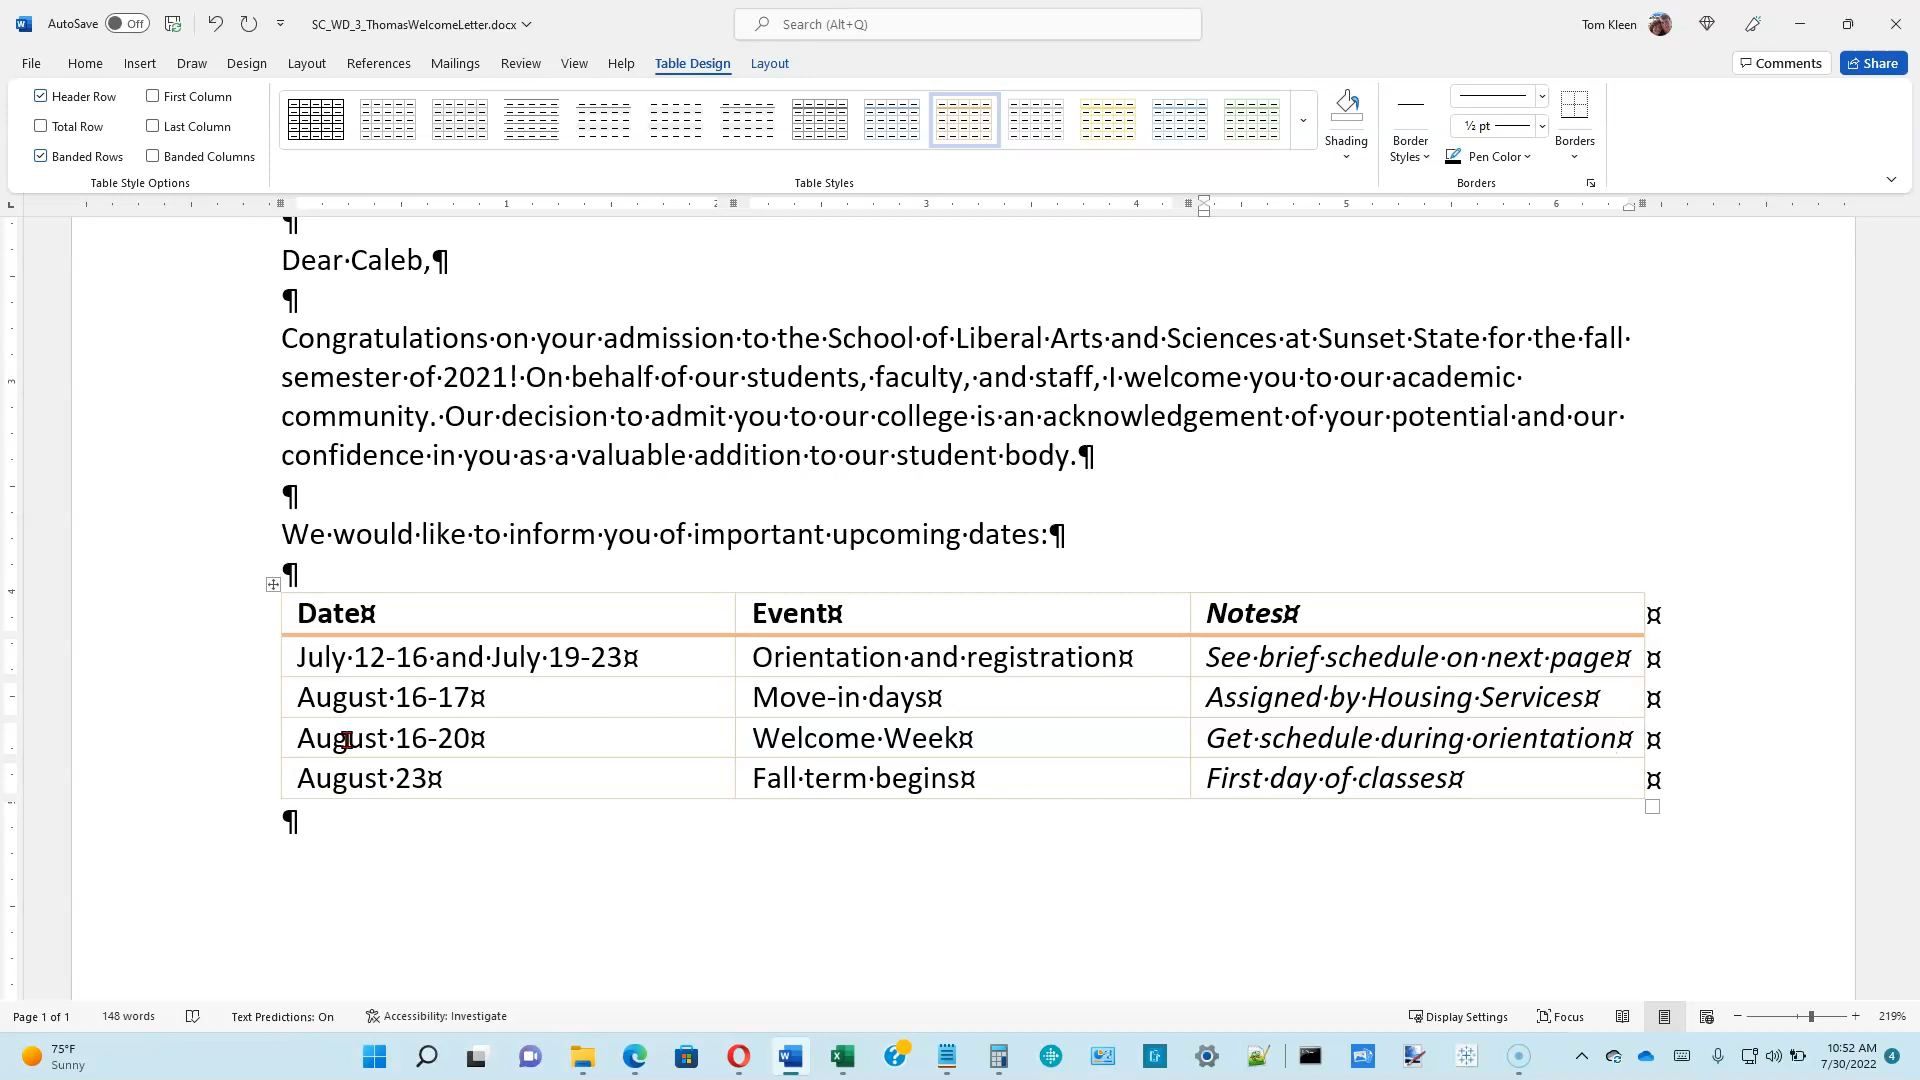 AutoSave Off SC_WD_3_ThomasWelcomeLetter.docx Search (Alt+Q) Tom Kleen
File Home Insert Draw Design Layout References Mailings Review View Help Table Design Layout Comments Share
Header Row First Column
Total Row Last Column
Banded Rows Banded Columns
Table Style Options
Table Styles
Shading
Border Styles
½ pt
Pen Color
Borders
Borders
1 2 3 4 5 6
3
4
¶
Dear·Caleb,¶
¶
Congratulations·on·your·admission·to·the·School·of·Liberal·Arts·and·Sciences·at·Sunset·State·for·the·fall·
semester·of·2021!·On·behalf·of·our·students,·faculty,·and·staff,·I·welcome·you·to·our·academic·
community.·Our·decision·to·admit·you·to·our·college·is·an·acknowledgement·of·your·potential·and·our·
confidence·in·you·as·a·valuable·addition·to·our·student·body.¶
¶
We·would·like·to·inform·you·of·important·upcoming·dates:¶
¶
Date¤ Event¤ Notes¤ ¤
July·12-16·and·July·19-23¤ Orientation·and·registration¤ See·brief·schedule·on·next·page¤ ¤
August·16-17¤ Move-in·days¤ Assigned·by·Housing·Services¤ ¤
August·16-20¤ Welcome·Week¤ Get·schedule·during·orientation¤ ¤
August·23¤ Fall·term·begins¤ First·day·of·classes¤ ¤
¶
Page 1 of 1 148 words Text Predictions: On Accessibility: Investigate Display Settings Focus 219%
75°F
Sunny
10:52 AM
7/30/2022
4